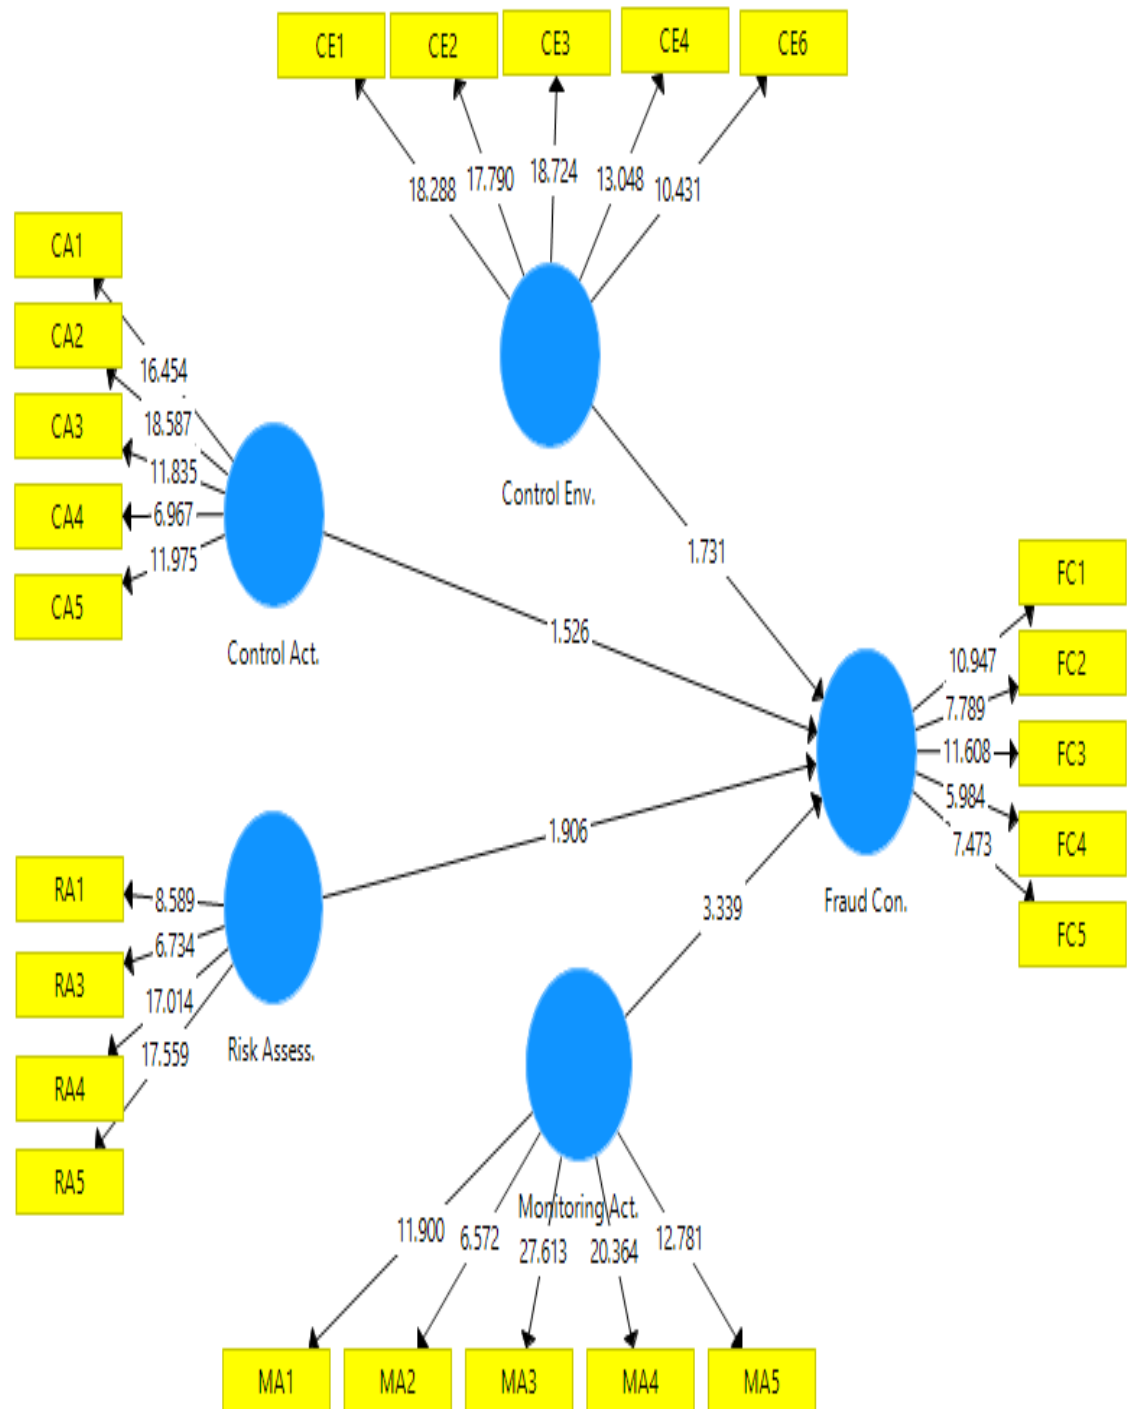 CE1
CE2
CE3
CE4
CE6
18.288
17.790
18.724
13.048
10.431
CA1
CA2
CA3
CA4
CA5
16.454
18.587
11.835
6.967
11.975
Control Env.
Control Act.
1.731
1.526
1.906
3.339
FC1
FC2
FC3
FC4
FC5
10.947
7.789
11.608
5.984
7.473
Fraud Con.
RA1
RA3
RA4
RA5
8.589
6.734
17.014
17.559
Risk Assess.
Monitoring Act.
11.900
6.572
27.613
20.364
12.781
MA1
MA2
MA3
MA4
MA5